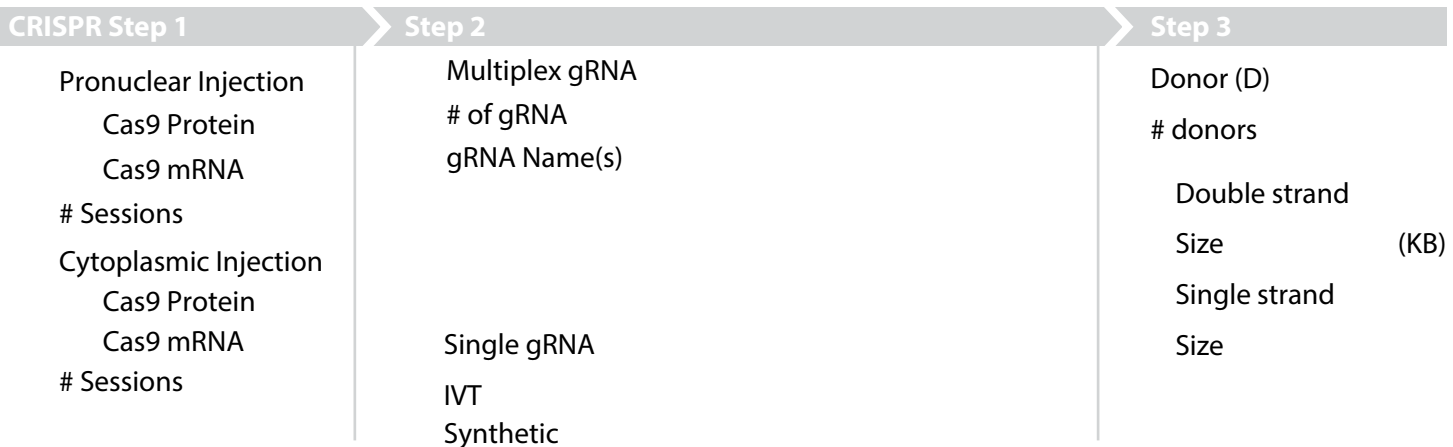 CRISPR Step 1
Pronuclear Injection
Cas9 Protein
Cas9 mRNA
# Sessions
Cytoplasmic Injection
Cas9 Protein
Cas9 mRNA
# Sessions
Step 2
Multiplex gRNA
# of gRNA
gRNA Name(s)
Single gRNA
IVT
Synthetic
Step 3
Donor (D)
# donors
Double strand
Size (KB)
Single strand
Size